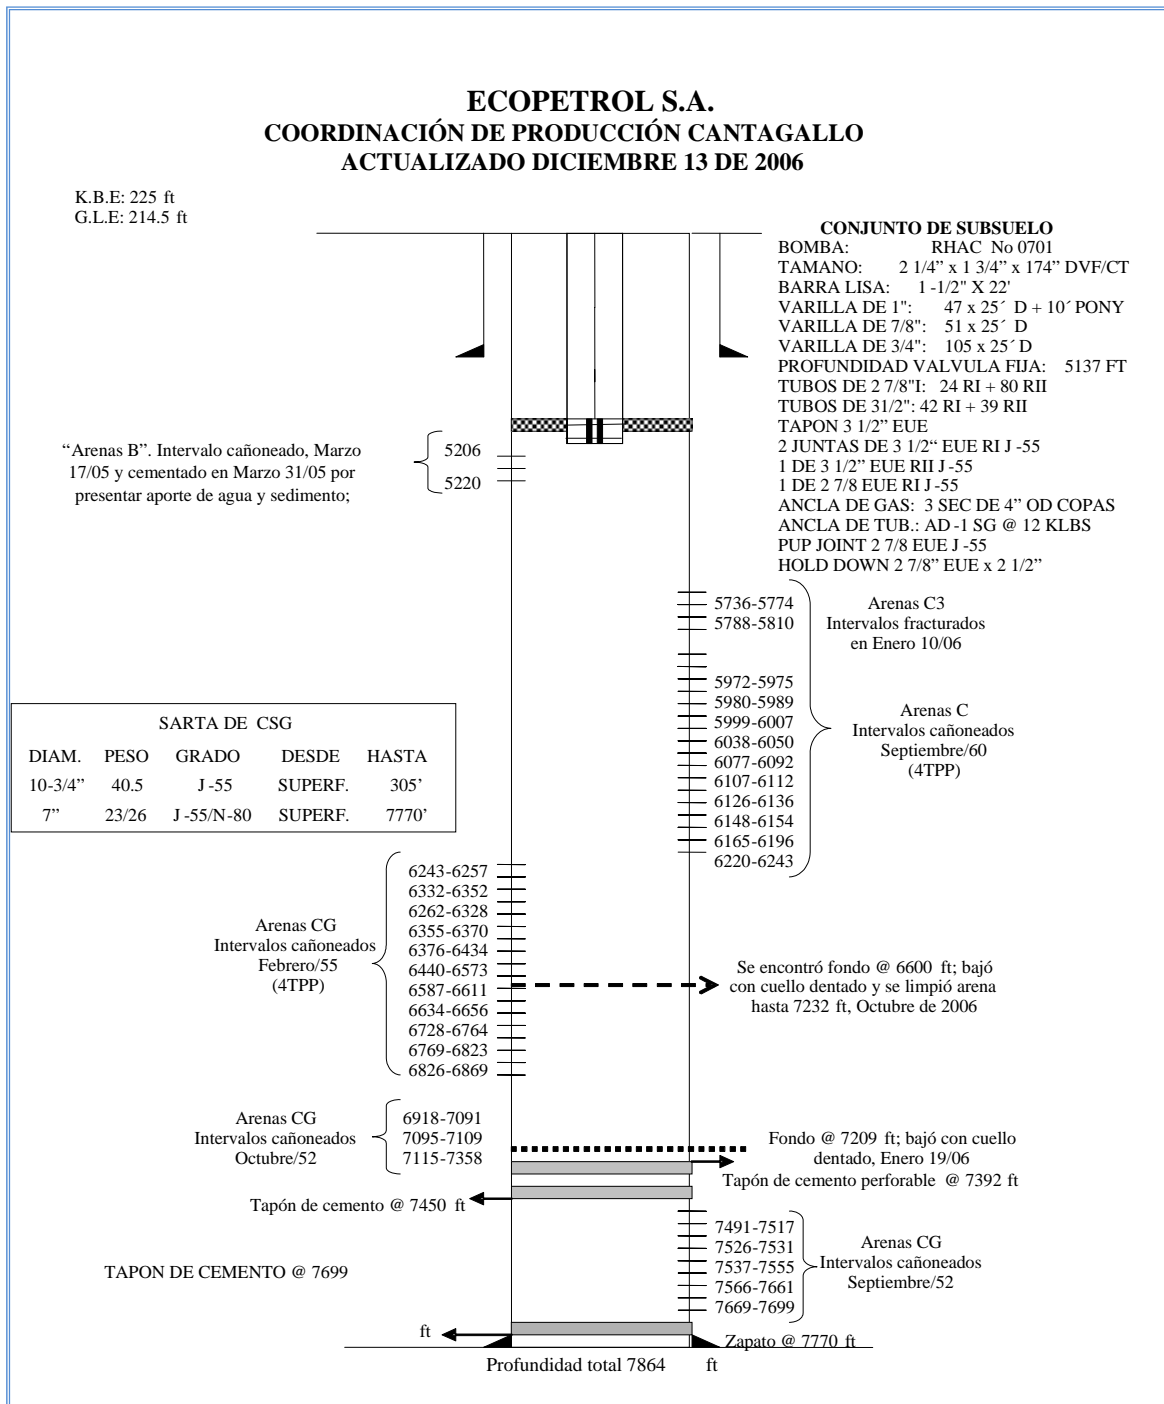 ECOPETROL S.A.
COORDINACIÓN DE PRODUCCIÓN CANTAGALLO
ACTUALIZADO DICIEMBRE 13 DE 2006
K.B.E: 225 ft
G.L.E: 214.5 ft
CONJUNTO DE SUBSUELO
BOMBA: RHAC No 0701
TAMANO: 2 1/4” x 1 3/4” x 174” DVF/CT
BARRA LISA: 1 -1/2" X 22'
VARILLA DE 1": 47 x 25´ D + 10´ PONY
VARILLA DE 7/8": 51 x 25´ D
VARILLA DE 3/4": 105 x 25´ D
PROFUNDIDAD VALVULA FIJA: 5137 FT
TUBOS DE 2 7/8"I: 24 RI + 80 RII
TUBOS DE 31/2": 42 RI + 39 RII
TAPON 3 1/2” EUE
2 JUNTAS DE 3 1/2“ EUE RI J -55
1 DE 3 1/2” EUE RII J -55
1 DE 2 7/8 EUE RI J -55
ANCLA DE GAS: 3 SEC DE 4” OD COPAS
ANCLA DE TUB.: AD -1 SG @ 12 KLBS
PUP JOINT 2 7/8 EUE J -55
HOLD DOWN 2 7/8” EUE x 2 1/2”
“Arenas B”. Intervalo cañoneado, Marzo
17/05 y cementado en Marzo 31/05 por
presentar aporte de agua y sedimento;
5206
5220
5736-5774
5788-5810
Arenas C3
Intervalos fracturados
en Enero 10/06
5972-5975
5980-5989
5999-6007
6038-6050
6077-6092
6107-6112
6126-6136
6148-6154
6165-6196
6220-6243
Arenas C
Intervalos cañoneados
Septiembre/60
(4TPP)
SARTA DE CSG
DIAM. PESO GRADO DESDE HASTA
10-3/4” 40.5 J -55 SUPERF. 305’
7” 23/26 J -55/N-80 SUPERF. 7770’
6243-6257
6332-6352
6262-6328
6355-6370
6376-6434
6440-6573
6587-6611
6634-6656
6728-6764
6769-6823
6826-6869
Arenas CG
Intervalos cañoneados
Febrero/55
(4TPP)
Se encontró fondo @ 6600 ft; bajó
con cuello dentado y se limpió arena
hasta 7232 ft, Octubre de 2006
Arenas CG
Intervalos cañoneados
Octubre/52
6918-7091
7095-7109
7115-7358
Fondo @ 7209 ft; bajó con cuello
dentado, Enero 19/06
Tapón de cemento perforable @ 7392 ft
Tapón de cemento @ 7450 ft
7491-7517
7526-7531
7537-7555
7566-7661
7669-7699
Arenas CG
Intervalos cañoneados
Septiembre/52
TAPON DE CEMENTO @ 7699
ft
Zapato @ 7770 ft
Profundidad total 7864 ft